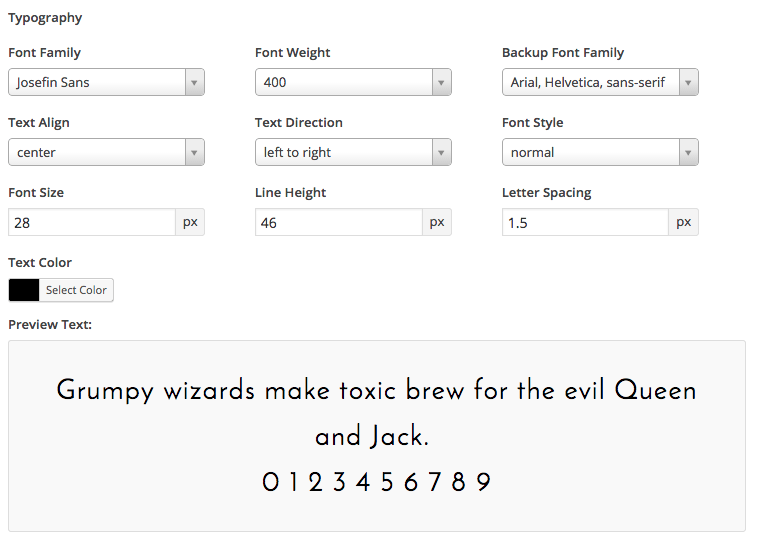 Typography
Font Family Font Weight Backup Font Family
Josefin Sans 400 Arial, Helvetica, sans-serif
Text Align Text Direction Font Style
center left to right normal
Font Size Line Height Letter Spacing
28 px 46 px 1.5 px
Text Color
Select Color
Preview Text:
Grumpy wizards make toxic brew for the evil Queen
and Jack.
0 1 2 3 4 5 6 7 8 9